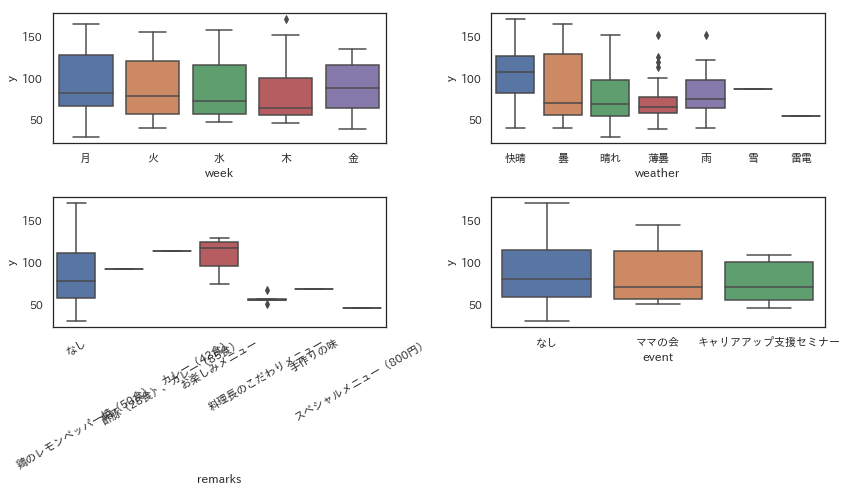 150
100
50
y
月 火 水 木 金
week
150
100
50
y
快晴 曇 晴れ 薄曇 雨 雪 雷電
weather
150
100
50
y
なし
鶏のレモンペッパー焼（50食）、カレー（42食）
酢豚（28食）、カレー（85食）
お楽しみメニュー
料理長のこだわりメニュー
手作りの味
スペシャルメニュー（800円）
remarks
150
100
50
y
なし ママの会 キャリアアップ支援セミナー
event